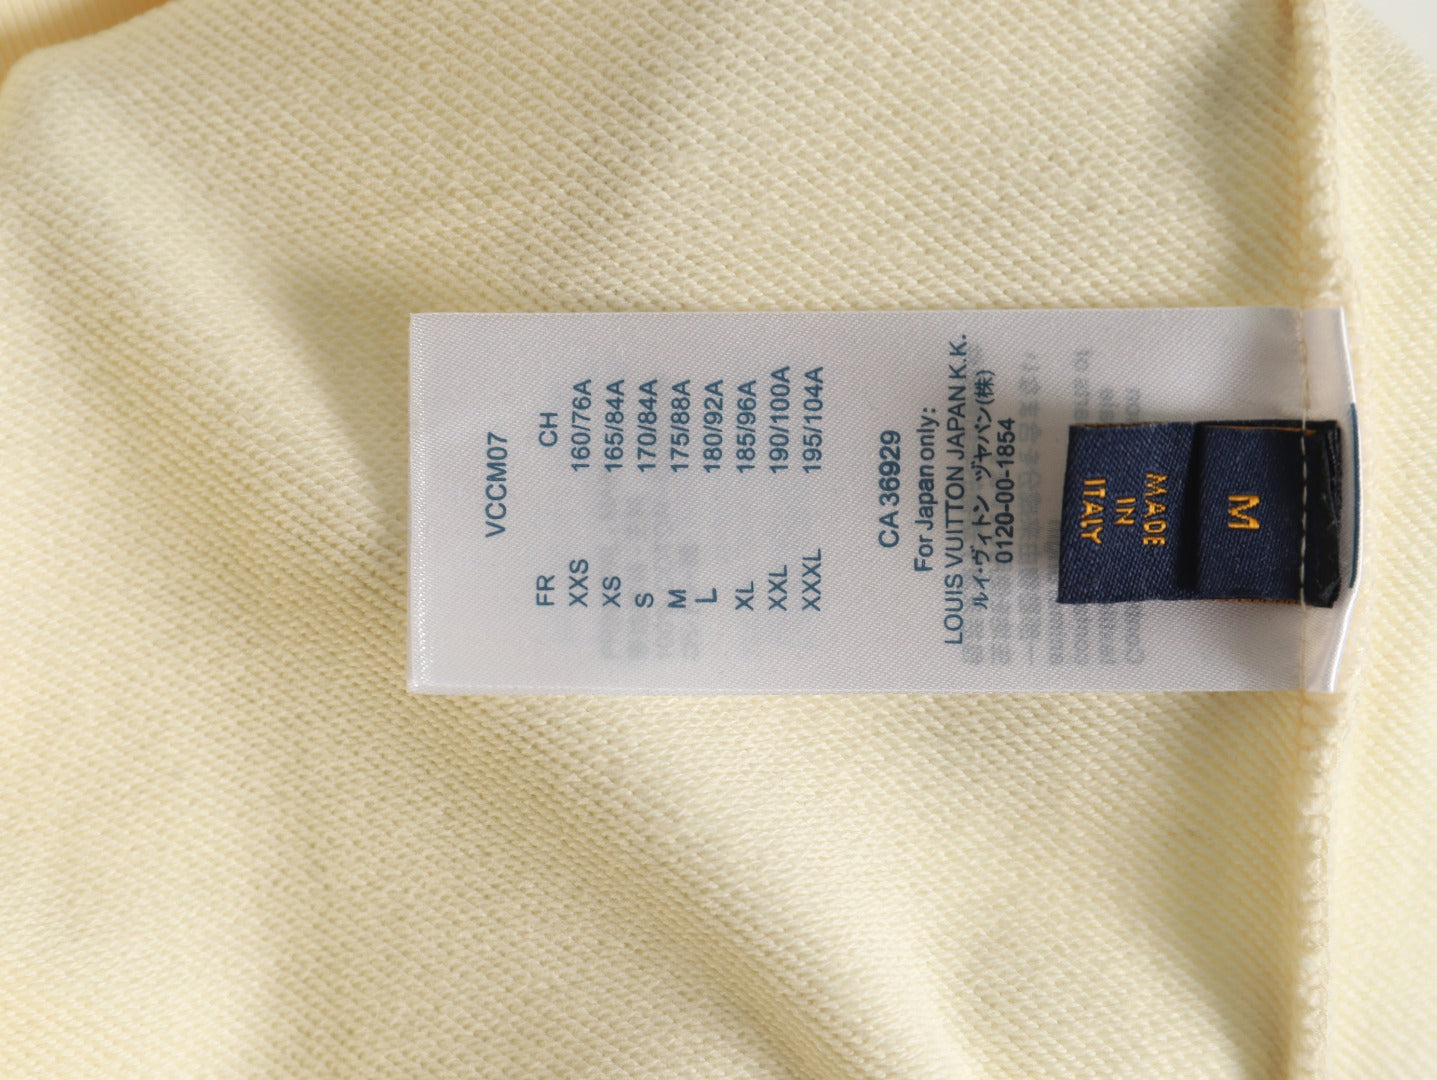 VCCM07
FR CH
XXS 160/76A
XS 165/84A
S 170/84A
M 175/88A
L 180/92A
XL 185/96A
XXL 190/100A
XXXL 195/104A
CA 36929
For Japan only:
LOUIS VUITTON JAPAN K.K.
ルイ・ヴィトン ジャパン(株)
0120-00-1854
MADE
IN
ITALY
M